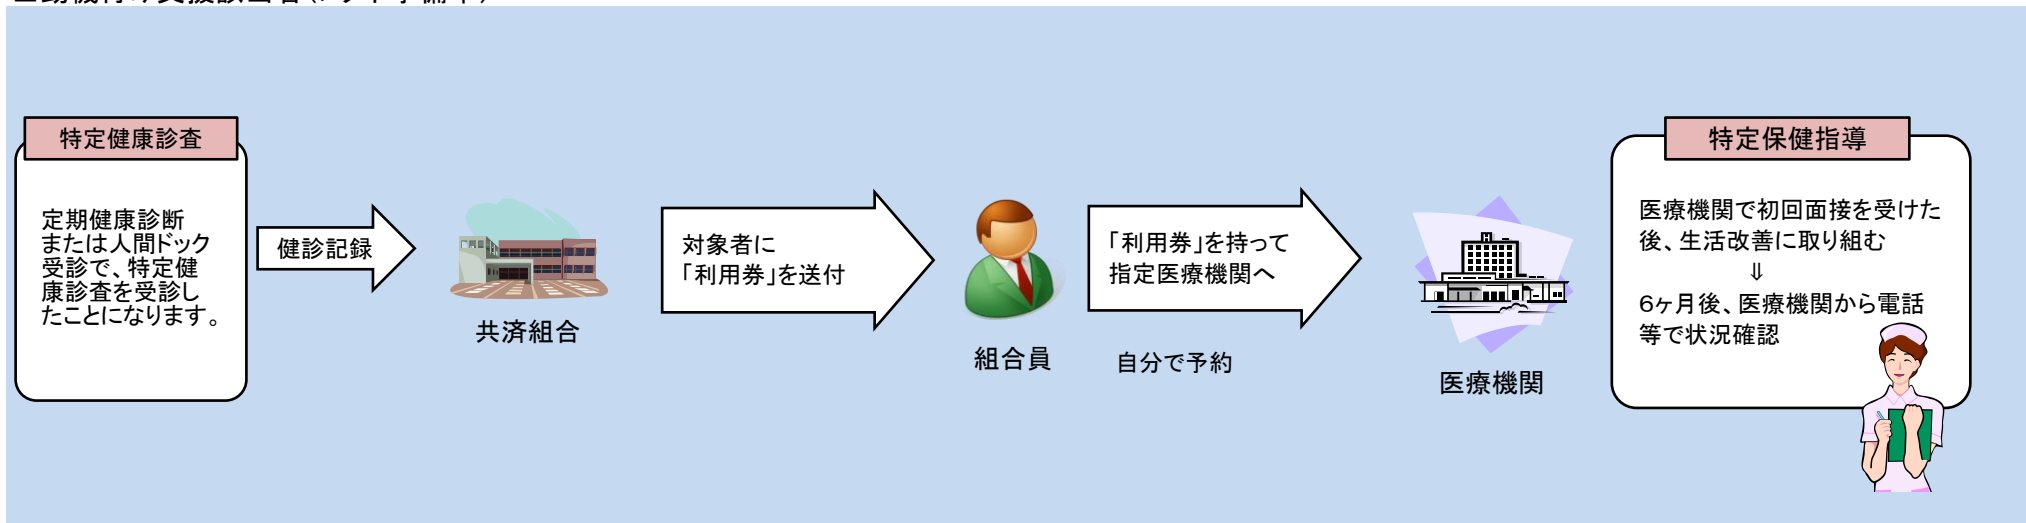 特定健康診査
定期健康診断
または人間ドック
受診で、特定健
康診査を受診し
たことになります。
健診記録
共済組合
対象者に
「利用券」を送付
組合員
「利用券」を持って
指定医療機関へ
自分で予約
医療機関
特定保健指導
医療機関で初回面接を受けた
後、生活改善に取り組む
⇓
6ヶ月後、医療機関から電話
等で状況確認